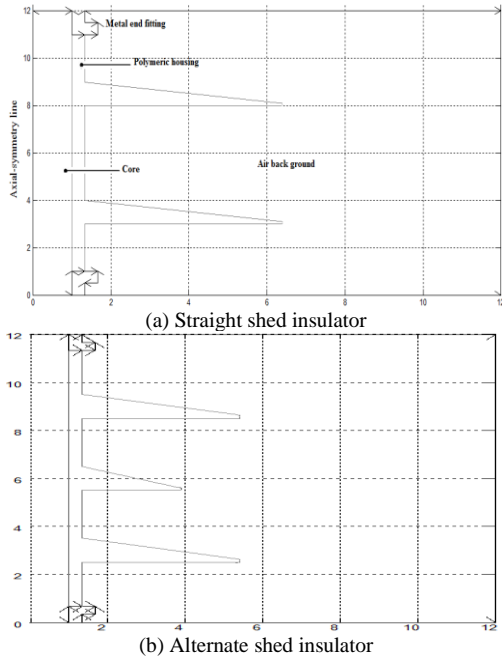 12
Metal end fitting
10
Polymeric housing
8
Axial-symmetry line
6
Air back ground
Core
4
2
0
0 2 4 6 8 10 12
(a) Straight shed insulator
12
10
8
6
4
2
0
2 4 6 8 10 12
(b) Alternate shed insulator